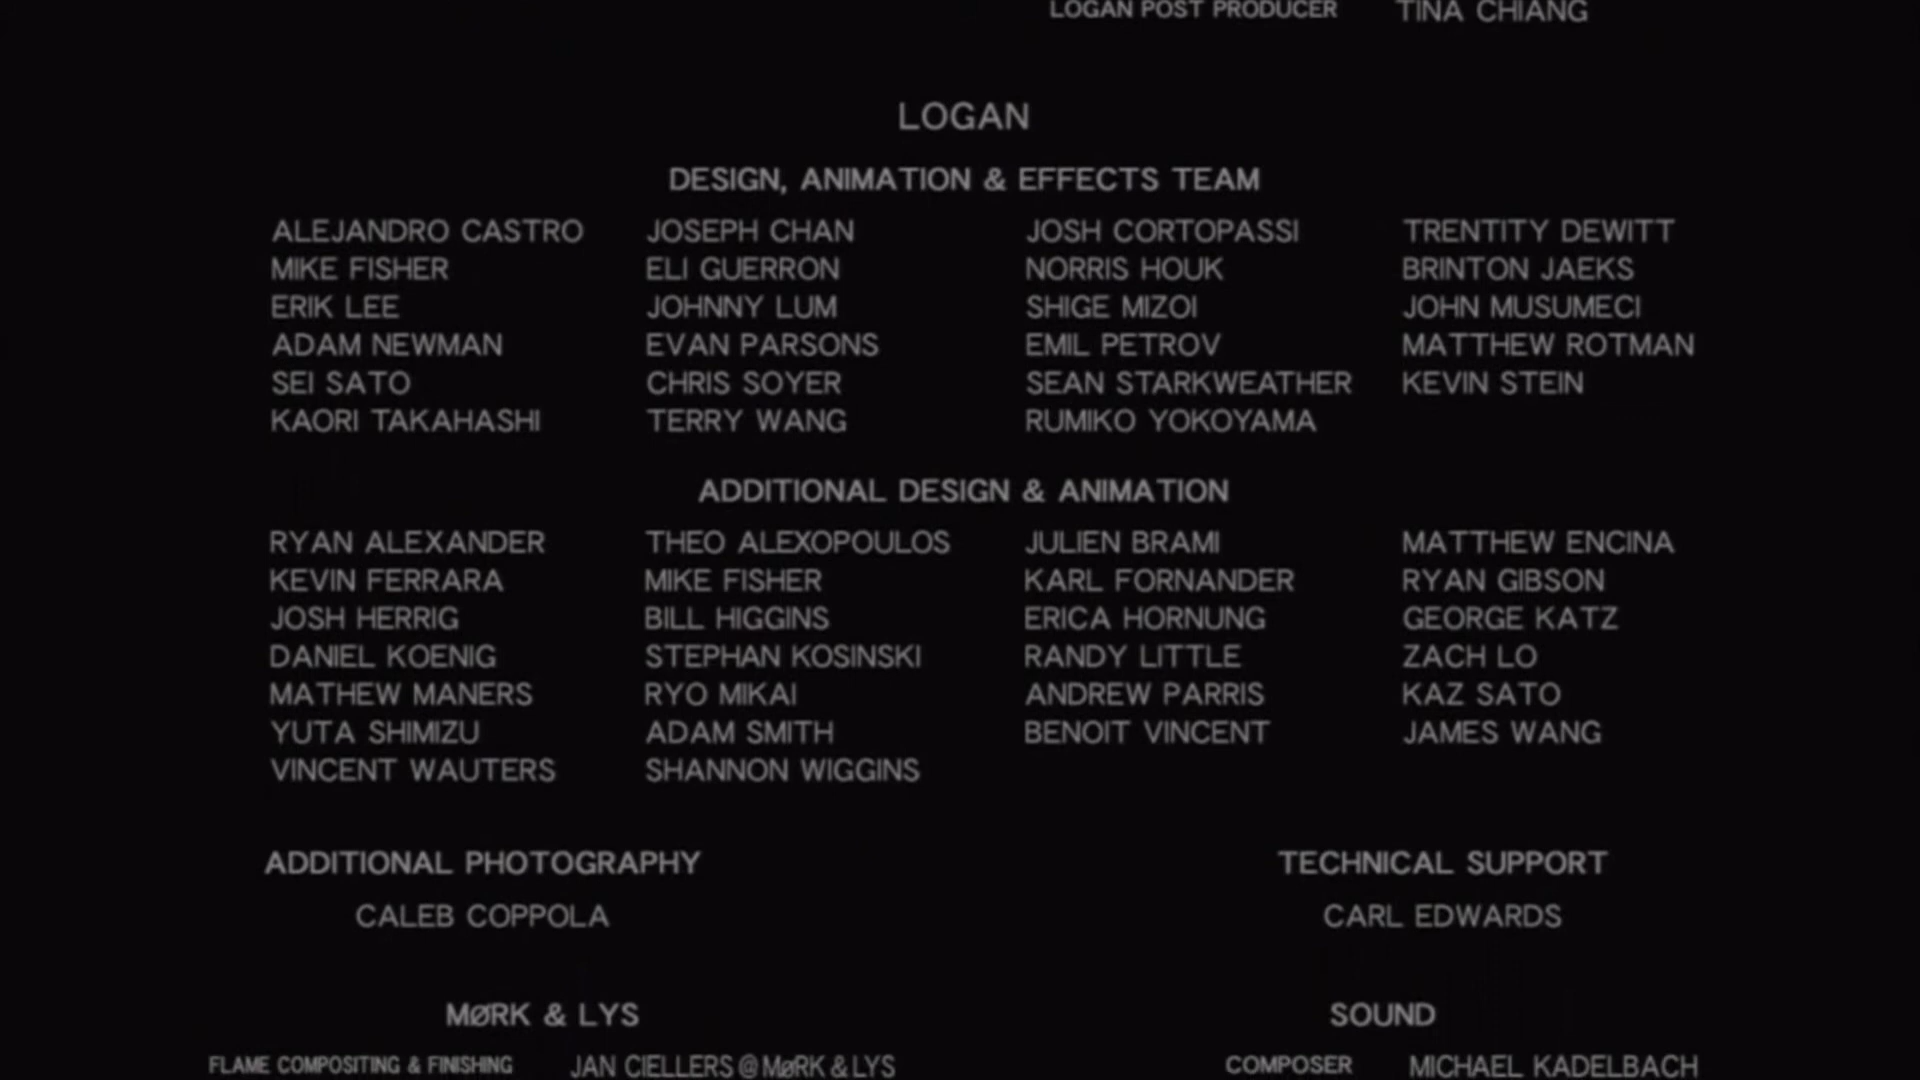 LOGAN POST PRODUCER TINA CHIANG
LOGAN
DESIGN, ANIMATION & EFFECTS TEAM
ALEJANDRO CASTRO JOSEPH CHAN JOSH CORTOPASSI TRENTITY DEWITT
MIKE FISHER ELI GUERRON NORRIS HOUK BRINTON JAEKS
ERIK LEE JOHNNY LUM SHIGE MIZOI JOHN MUSUMECI
ADAM NEWMAN EVAN PARSONS EMIL PETROV MATTHEW ROTMAN
SEI SATO CHRIS SOYER SEAN STARKWEATHER KEVIN STEIN
KAORI TAKAHASHI TERRY WANG RUMIKO YOKOYAMA
ADDITIONAL DESIGN & ANIMATION
RYAN ALEXANDER THEO ALEXOPOULOS JULIEN BRAMI MATTHEW ENCINA
KEVIN FERRARA MIKE FISHER KARL FORNANDER RYAN GIBSON
JOSH HERRIG BILL HIGGINS ERICA HORNUNG GEORGE KATZ
DANIEL KOENIG STEPHAN KOSINSKI RANDY LITTLE ZACH LO
MATHEW MANERS RYO MIKAI ANDREW PARRIS KAZ SATO
YUTA SHIMIZU ADAM SMITH BENOIT VINCENT JAMES WANG
VINCENT WAUTERS SHANNON WIGGINS
ADDITIONAL PHOTOGRAPHY TECHNICAL SUPPORT
CALEB COPPOLA CARL EDWARDS
MØRK & LYS SOUND
FLAME COMPOSITING & FINISHING JAN CIELLERS@MØRK & LYS COMPOSER MICHAEL KADELBACH